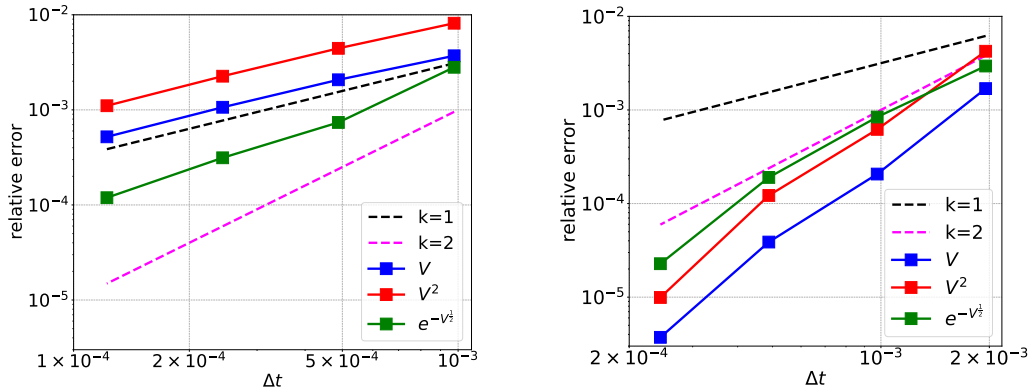 10^{-2}
10^{-3}
10^{-4}
10^{-5}
relative error
k=1
k=2
V
V^2
e^{-V^{\frac{1}{2}}}
1 × 10^{-4}
2 × 10^{-4}
5 × 10^{-4}
10^{-3}
Δt
10^{-2}
10^{-3}
10^{-4}
10^{-5}
relative error
k=1
k=2
V
V^2
e^{-V^{\frac{1}{2}}}
2 × 10^{-4}
10^{-3}
2 × 10^{-3}
Δt